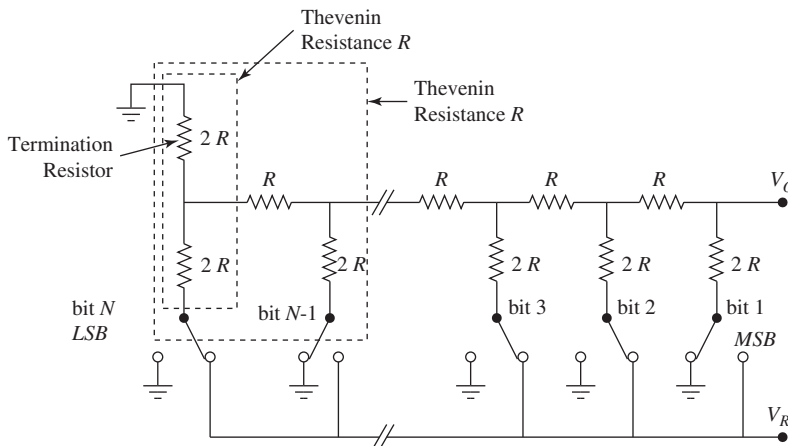 Thevenin
Resistance R
Thevenin
Resistance R
Termination
Resistor
2 R
R
R
R
R
2 R
2 R
2 R
2 R
2 R
bit N
LSB
bit N-1
bit 3
bit 2
bit 1
MSB